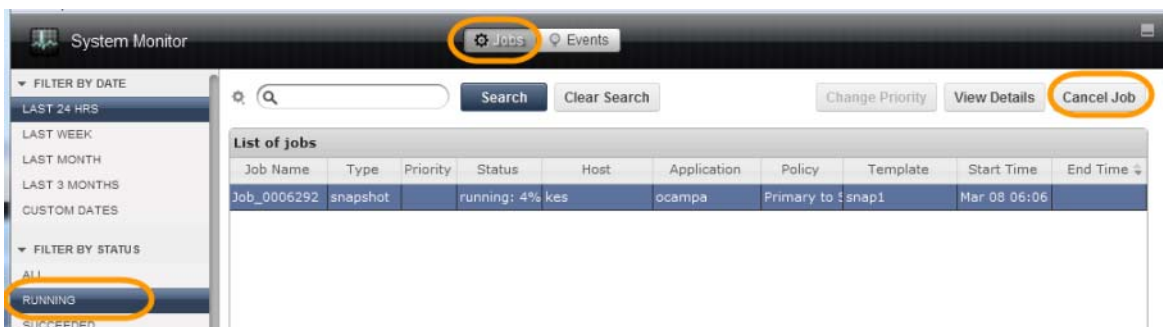 System Monitor
Jobs
Events
FILTER BY DATE
LAST 24 HRS
LAST WEEK
LAST MONTH
LAST 3 MONTHS
CUSTOM DATES
FILTER BY STATUS
ALL
RUNNING
SUCCEEDED
Search
Clear Search
Change Priority
View Details
Cancel Job
List of jobs
Job Name Type Priority Status Host Application Policy Template Start Time End Time
Job_0006292 snapshot running: 4% kes ocampa Primary to S snap1 Mar 08 06:06